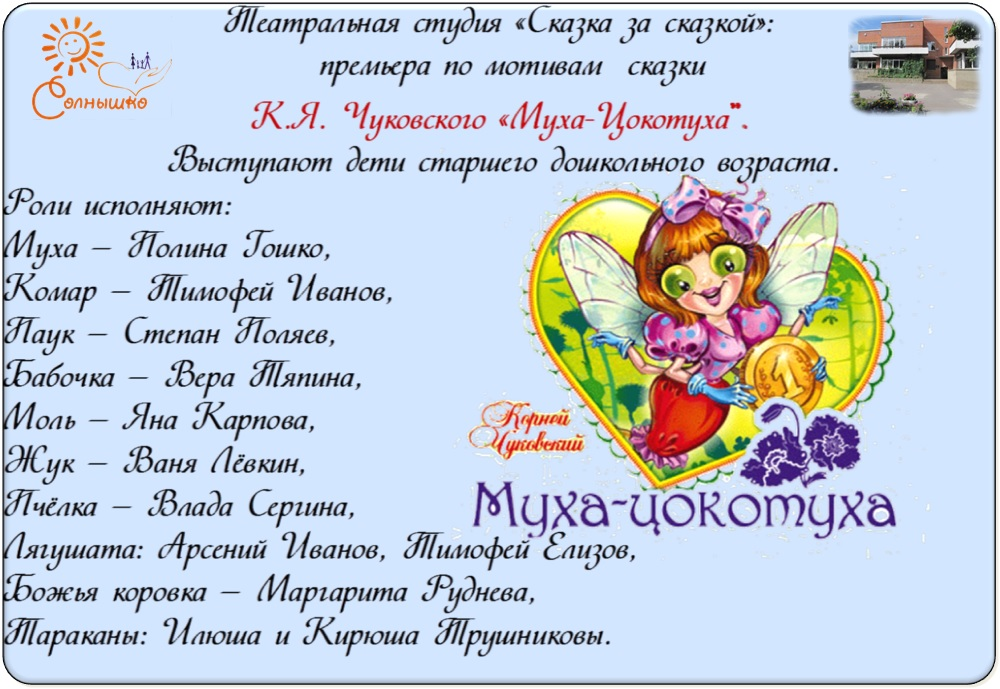 Солнышко
Театральная студия «Сказка за сказкой»:
премьера по мотивам сказки
К.Я. Чуковского «Муха-Цокотуха".
Выступают дети старшего дошкольного возраста.
Роли исполняют:
Муха – Полина Гошко,
Комар – Тимофей Иванов,
Паук – Степан Поляев,
Бабочка – Вера Тяпина,
Моль – Яна Карпова,
Жук – Ваня Лёвкин,
Пчёлка – Влада Сергина,
Лягушата: Арсений Иванов, Тимофей Елизов,
Божья коровка – Маргарита Руднева,
Тараканы: Илюша и Кирюша Трушниковы.
1
Корней
Чуковский
Муха-цокотуха